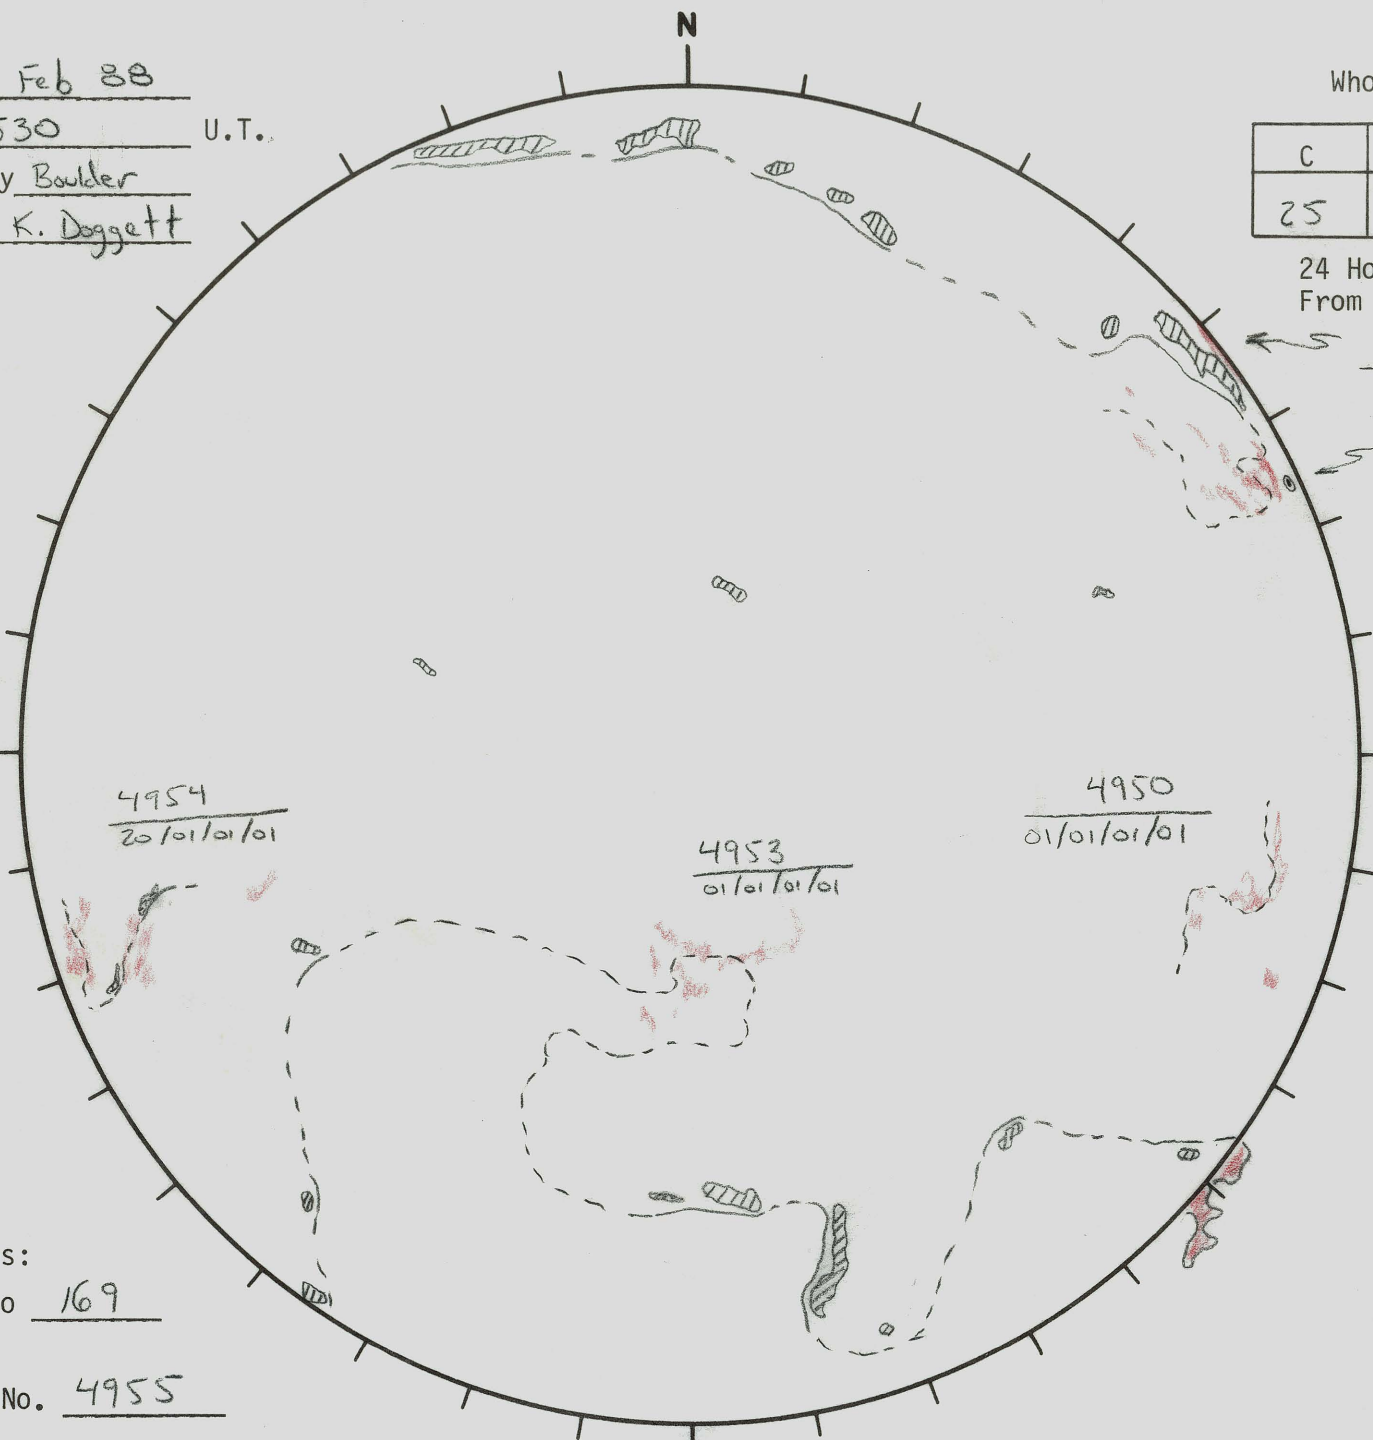 N
Feb 88
530
U.T.
y Boulder
K. Doggett
Who
C
25
24 Ho
From
4954
20/01/01/01
4953
01/01/01/01
4950
01/01/01/01
s:
o 169
No. 4955